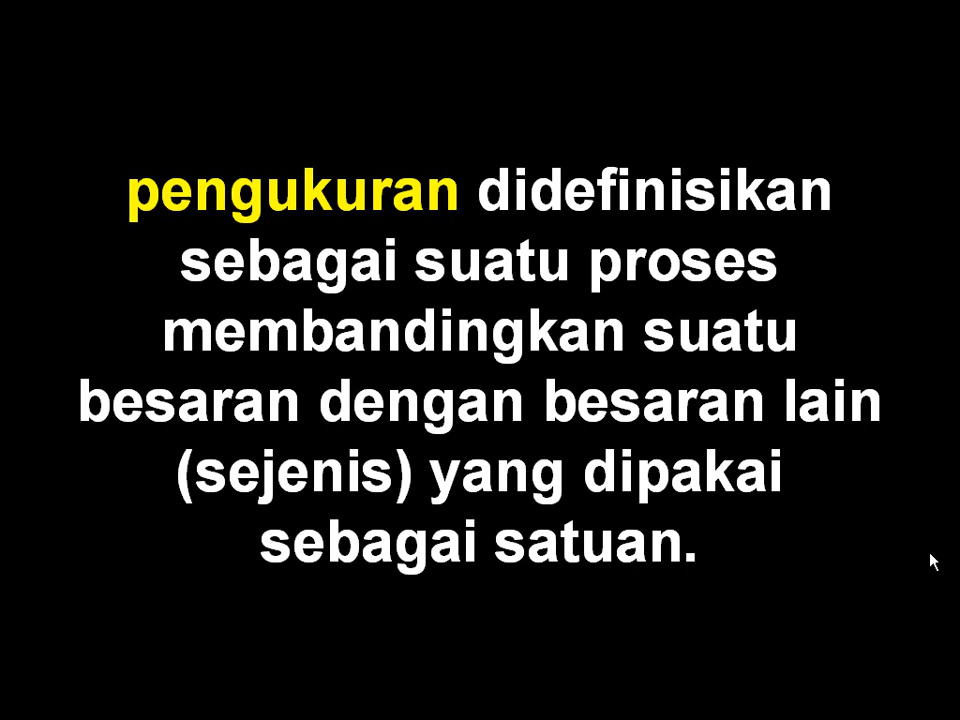 pengukuran didefinisikan
sebagai suatu proses
membandingkan suatu
besaran dengan besaran lain
(sejenis) yang dipakai
sebagai satuan.